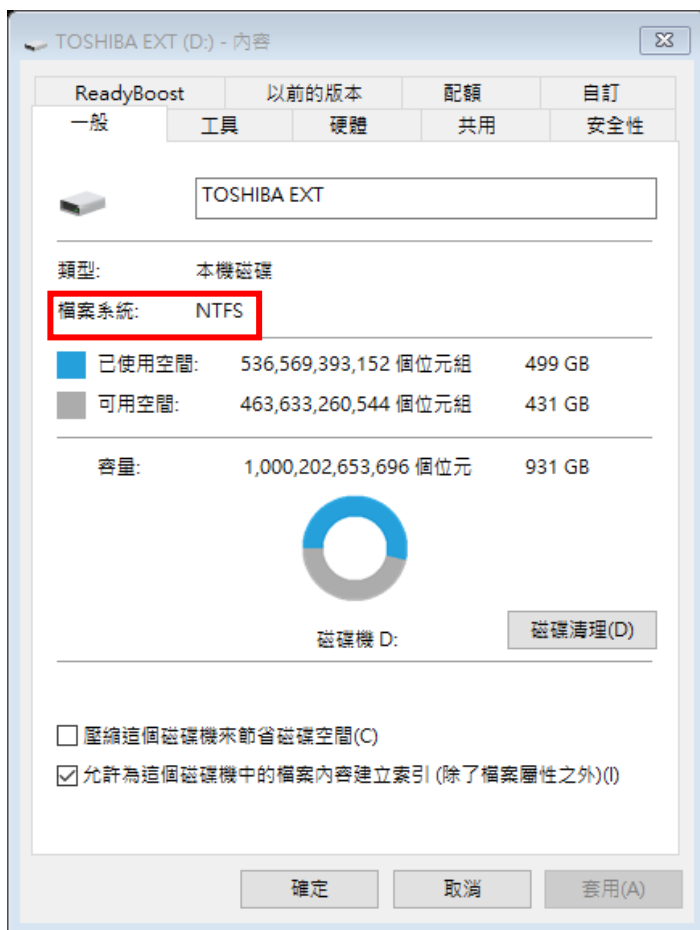 TOSHIBA EXT (D:) - 內容
ReadyBoost 以前的版本 配額 自訂
一般 工具 硬體 共用 安全性
TOSHIBA EXT
類型: 本機磁碟
檔案系統: NTFS
已使用空間: 536,569,393,152 個位元組 499 GB
可用空間: 463,633,260,544 個位元組 431 GB
容量: 1,000,202,653,696 個位元 931 GB
磁碟機 D:
磁碟清理(D)
壓縮這個磁碟機來節省磁碟空間(C)
允許為這個磁碟機中的檔案內容建立索引 (除了檔案屬性之外)(I)
確定 取消 套用(A)